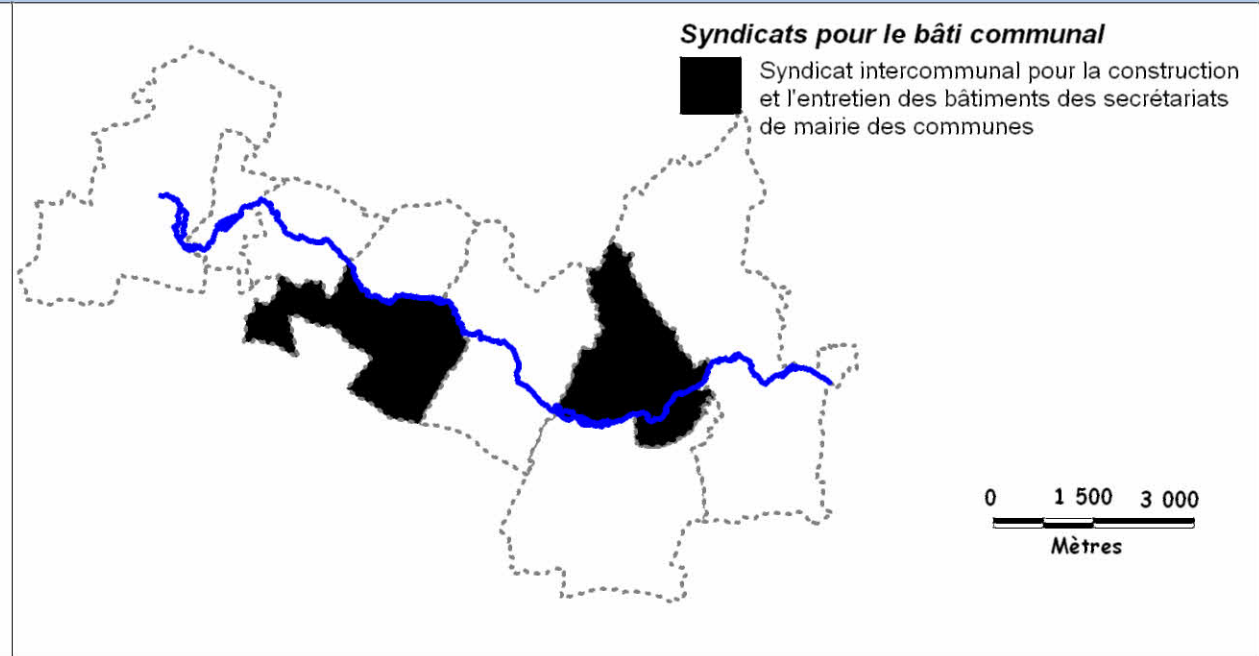 Syndicats pour le bâti communal
Syndicat intercommunal pour la construction
et l'entretien des bâtiments des secrétariats
de mairie des communes
0 1 500 3 000
Mètres